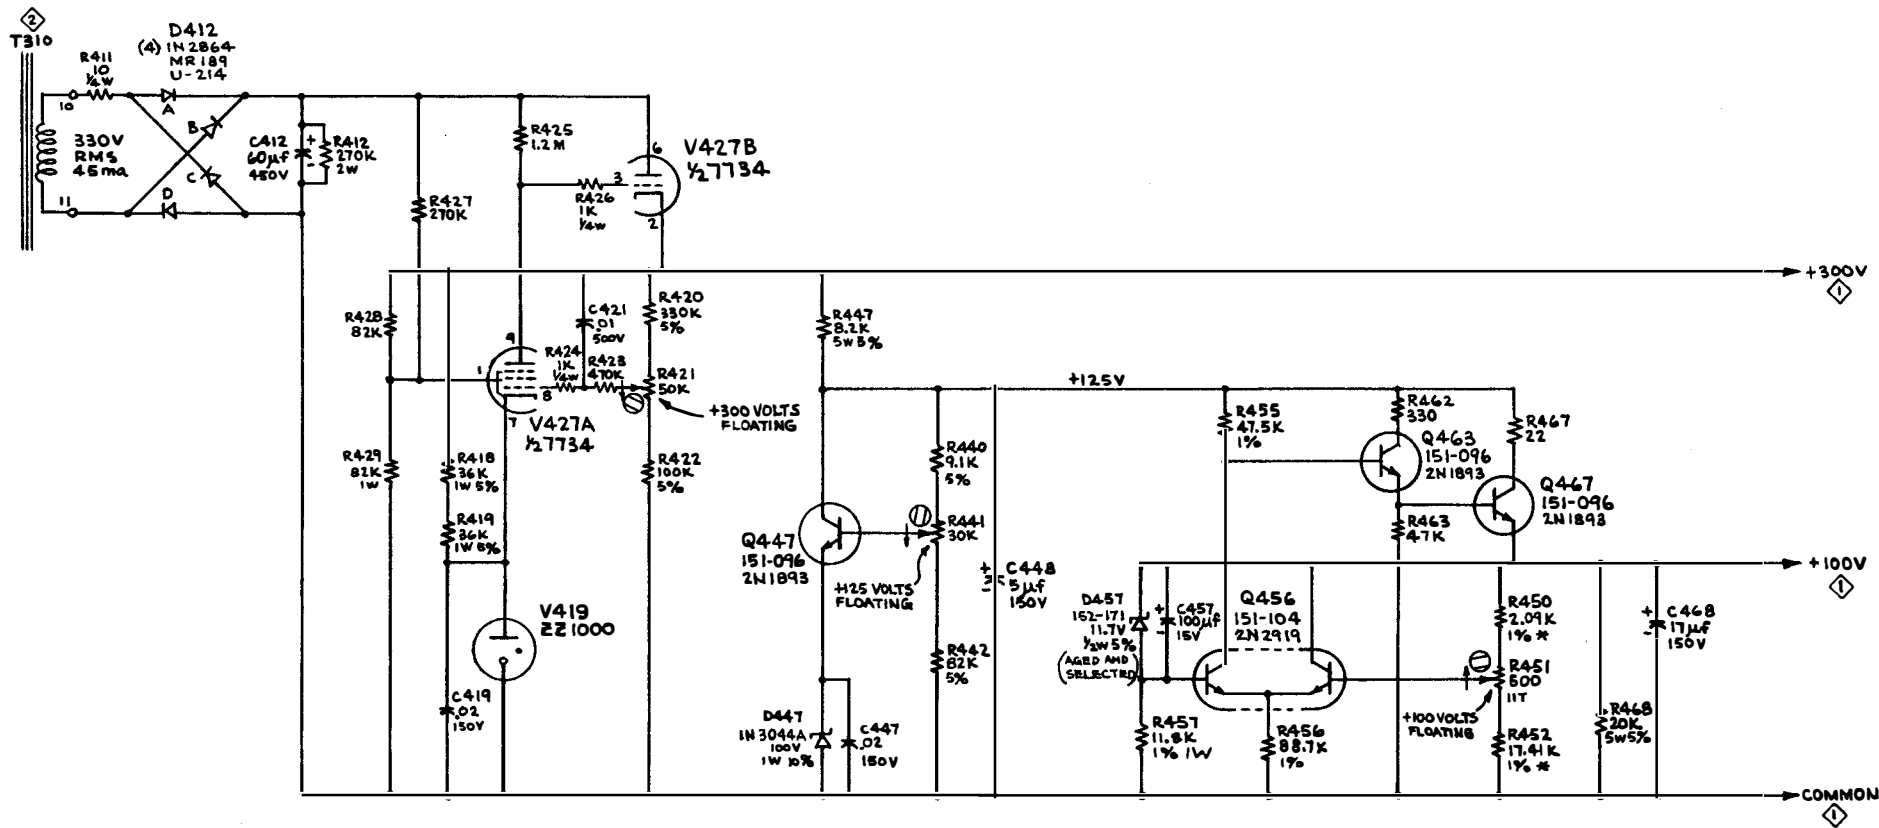 2
T310
R411
10
¼W
D412
(4) IN2864
MR189
U-214
10
A
B
C
D
11
330V
RMS
45ma
C412
60µf
450V
+
-
R412
270K
2W
R427
270K
R425
1.2M
R426
1K
¼W
3
6
2
V427B
½7734
+300V
1
R428
82K
R429
82K
1W
1
9
8
7
V427A
½7734
R424
1K
¼W
R423
470K
C421
.01
500V
R420
330K
5%
R421
50K
+300 VOLTS
FLOATING
R422
100K
5%
R418
36K
1W 5%
R419
36K
1W 5%
V419
ZZ1000
C419
.02
150V
R447
8.2K
5W 5%
+125V
R440
9.1K
5%
R441
30K
+125 VOLTS
FLOATING
R442
82K
5%
Q447
151-096
2N1893
D447
IN3044A
100V
1W 10%
C447
.02
150V
+
C448
5µf
150V
R455
47.5K
1%
R462
330
Q463
151-096
2N1893
R463
47K
R467
22
Q467
151-096
2N1893
+100V
1
D457
152-171
11.7V
½W 5%
(AGED AND
SELECTED)
+
-
C457
100µf
15V
Q456
151-104
2N2919
R457
11.8K
1% 1W
R456
88.7K
1%
R450
2.09K
1% *
R451
500
11T
+100 VOLTS
FLOATING
R452
17.41K
1% *
R468
20K
5W 5%
+
-
C468
17µf
150V
COMMON
1